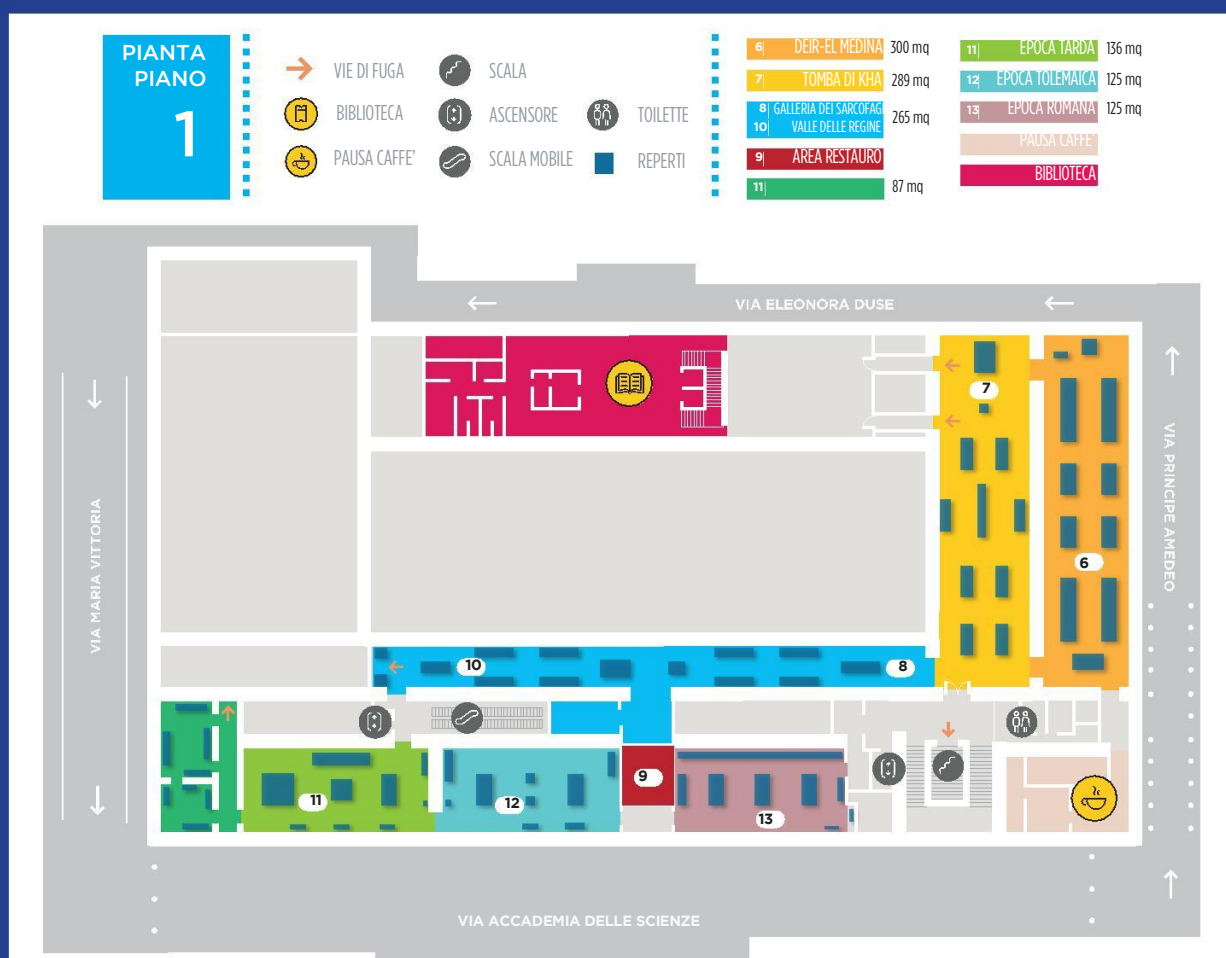 PIANTA
PIANO
1
VIE DI FUGA
BIBLIOTECA
PAUSA CAFFE'
SCALA
ASCENSORE
SCALA MOBILE
TOILETTE
REPERTI
6| DEIR-EL MEDINA 300 mq
7| TOMBA DI KHA 289 mq
8| GALLERIA DEI SARCOFAGI
10| VALLE DELLE REGINE
265 mq
9| AREA RESTAURO
11| 87 mq
11| EPOCA TARDA 136 mq
12| EPOCA TOLEMAICA 125 mq
13| EPOCA ROMANA 125 mq
PAUSA CAFFE'
BIBLIOTECA
VIA ELEONORA DUSE
7
VIA PRINCIPE AMEDEO
VIA MARIA VITTORIA
6
10
8
9
11
12
13
VIA ACCADEMIA DELLE SCIENZE